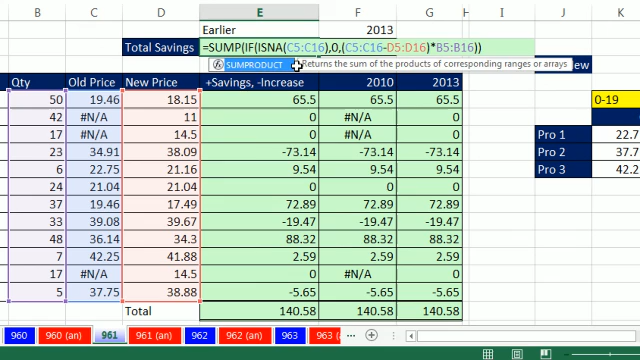 B C D E F G H I J K
Earlier 2013
Total Savings =SUMP(IF(ISNA(C5:C16),0,(C5:C16-D5:D16)*B5:B16))
SUMPRODUCT Returns the sum of the products of corresponding ranges or arrays ew
Qty Old Price New Price +Savings, -Increase 2010 2013
50 19.46 18.15 65.5 65.5 65.5 0-19
42 #N/A 11 0 #N/A 0
17 #N/A 14.5 0 #N/A 0 Pro 1 22.7
23 34.91 38.09 -73.14 -73.14 -73.14 Pro 2 37.7
6 22.75 21.16 9.54 9.54 9.54 Pro 3 42.2
24 21.04 21.04 0 0 0
37 19.46 17.49 72.89 72.89 72.89
33 39.08 39.67 -19.47 -19.47 -19.47
48 36.14 34.3 88.32 88.32 88.32
7 42.25 41.88 2.59 2.59 2.59
17 #N/A 14.5 0 #N/A 0
5 37.75 38.88 -5.65 -5.65 -5.65
Total 140.58 140.58 140.58
960 960 (an) 961 961 (an) 962 962 (an) 963 963 (